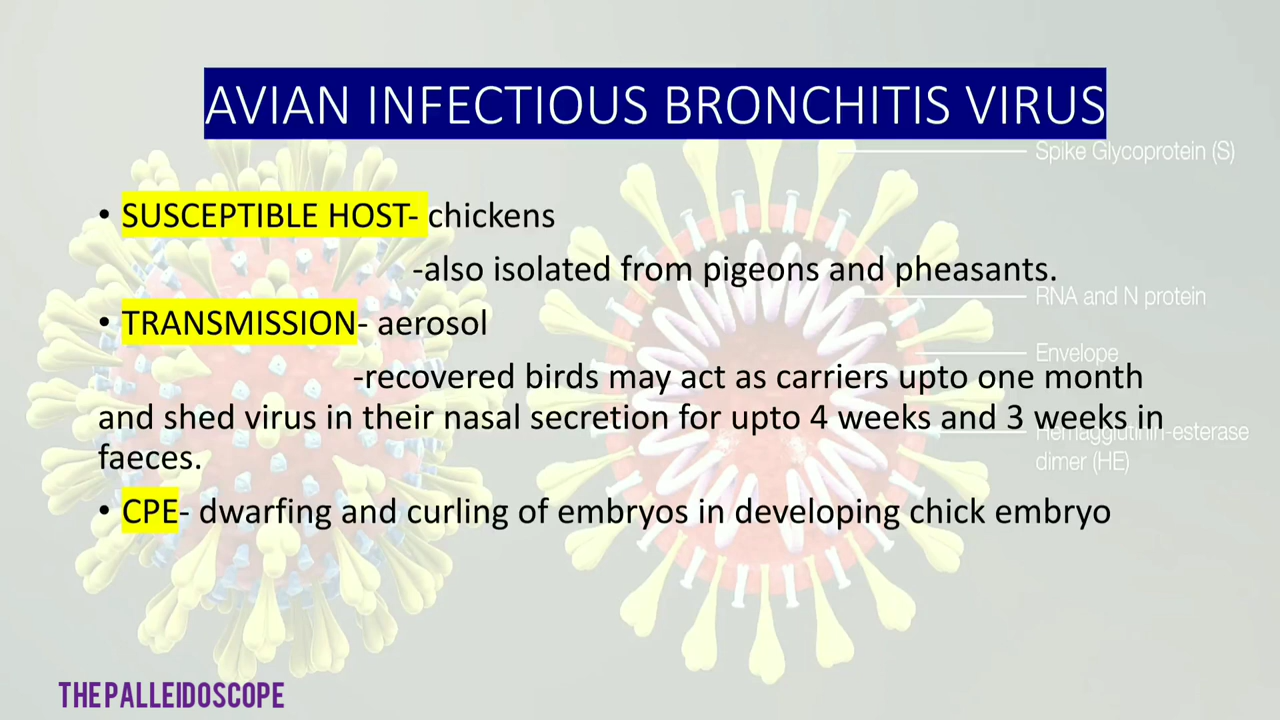 AVIAN INFECTIOUS BRONCHITIS VIRUS
Spike Glycoprotein (S)
• SUSCEPTIBLE HOST- chickens
-also isolated from pigeons and pheasants.
RNA and N protein
• TRANSMISSION- aerosol
Envelope
-recovered birds may act as carriers upto one month
and shed virus in their nasal secretion for upto 4 weeks and 3 weeks in
faeces.
Hemagglutinin-esterase
dimer (HE)
• CPE- dwarfing and curling of embryos in developing chick embryo
THEPALLEIDOSCOPE